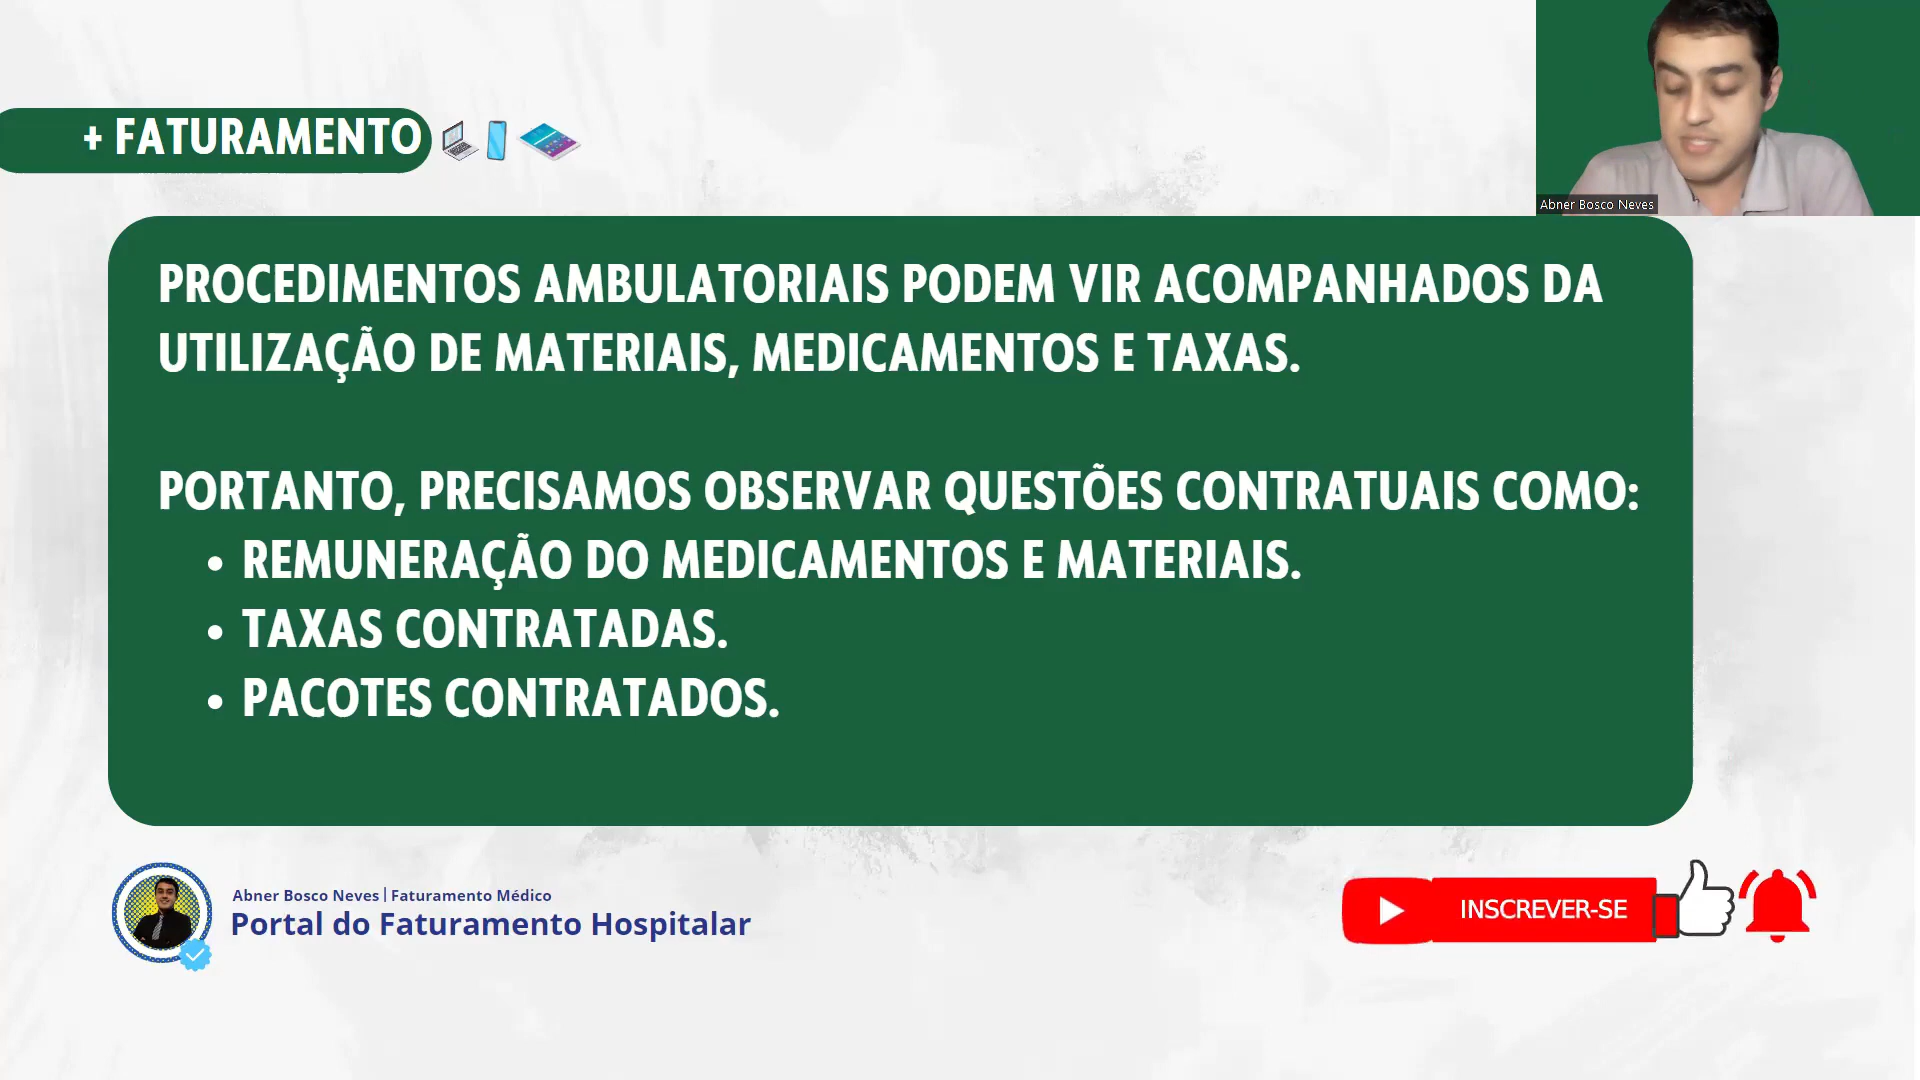 + FATURAMENTO
Abner Bosco Neves
PROCEDIMENTOS AMBULATORIAIS PODEM VIR ACOMPANHADOS DA
UTILIZAÇÃO DE MATERIAIS, MEDICAMENTOS E TAXAS.
PORTANTO, PRECISAMOS OBSERVAR QUESTÕES CONTRATUAIS COMO:
• REMUNERAÇÃO DO MEDICAMENTOS E MATERIAIS.
• TAXAS CONTRATADAS.
• PACOTES CONTRATADOS.
Abner Bosco Neves | Faturamento Médico
Portal do Faturamento Hospitalar
INSCREVER-SE